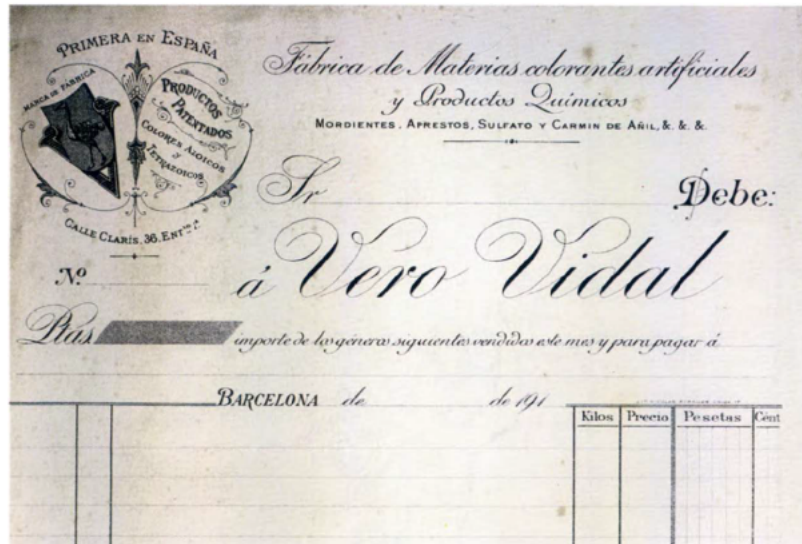 PRIMERA EN ESPAÑA
MARCA DE FÁBRICA
PRODUCTOS
PATENTADOS
COLORES AZOICOS
Y
TETRAZOICOS
CALLE CLARÍS, 36, ENTº
Fábrica de Materias colorantes artificiales
y Productos Químicos
MORDIENTES, APRESTOS, SULFATO Y CARMIN DE AÑIL, &. &. &.
Sr Debe:
Nº á Vero Vidal
Ptas importe de los géneros siguientes vendidos este mes y para pagar á
BARCELONA de de 191
Kilos Precio Pesetas Cént